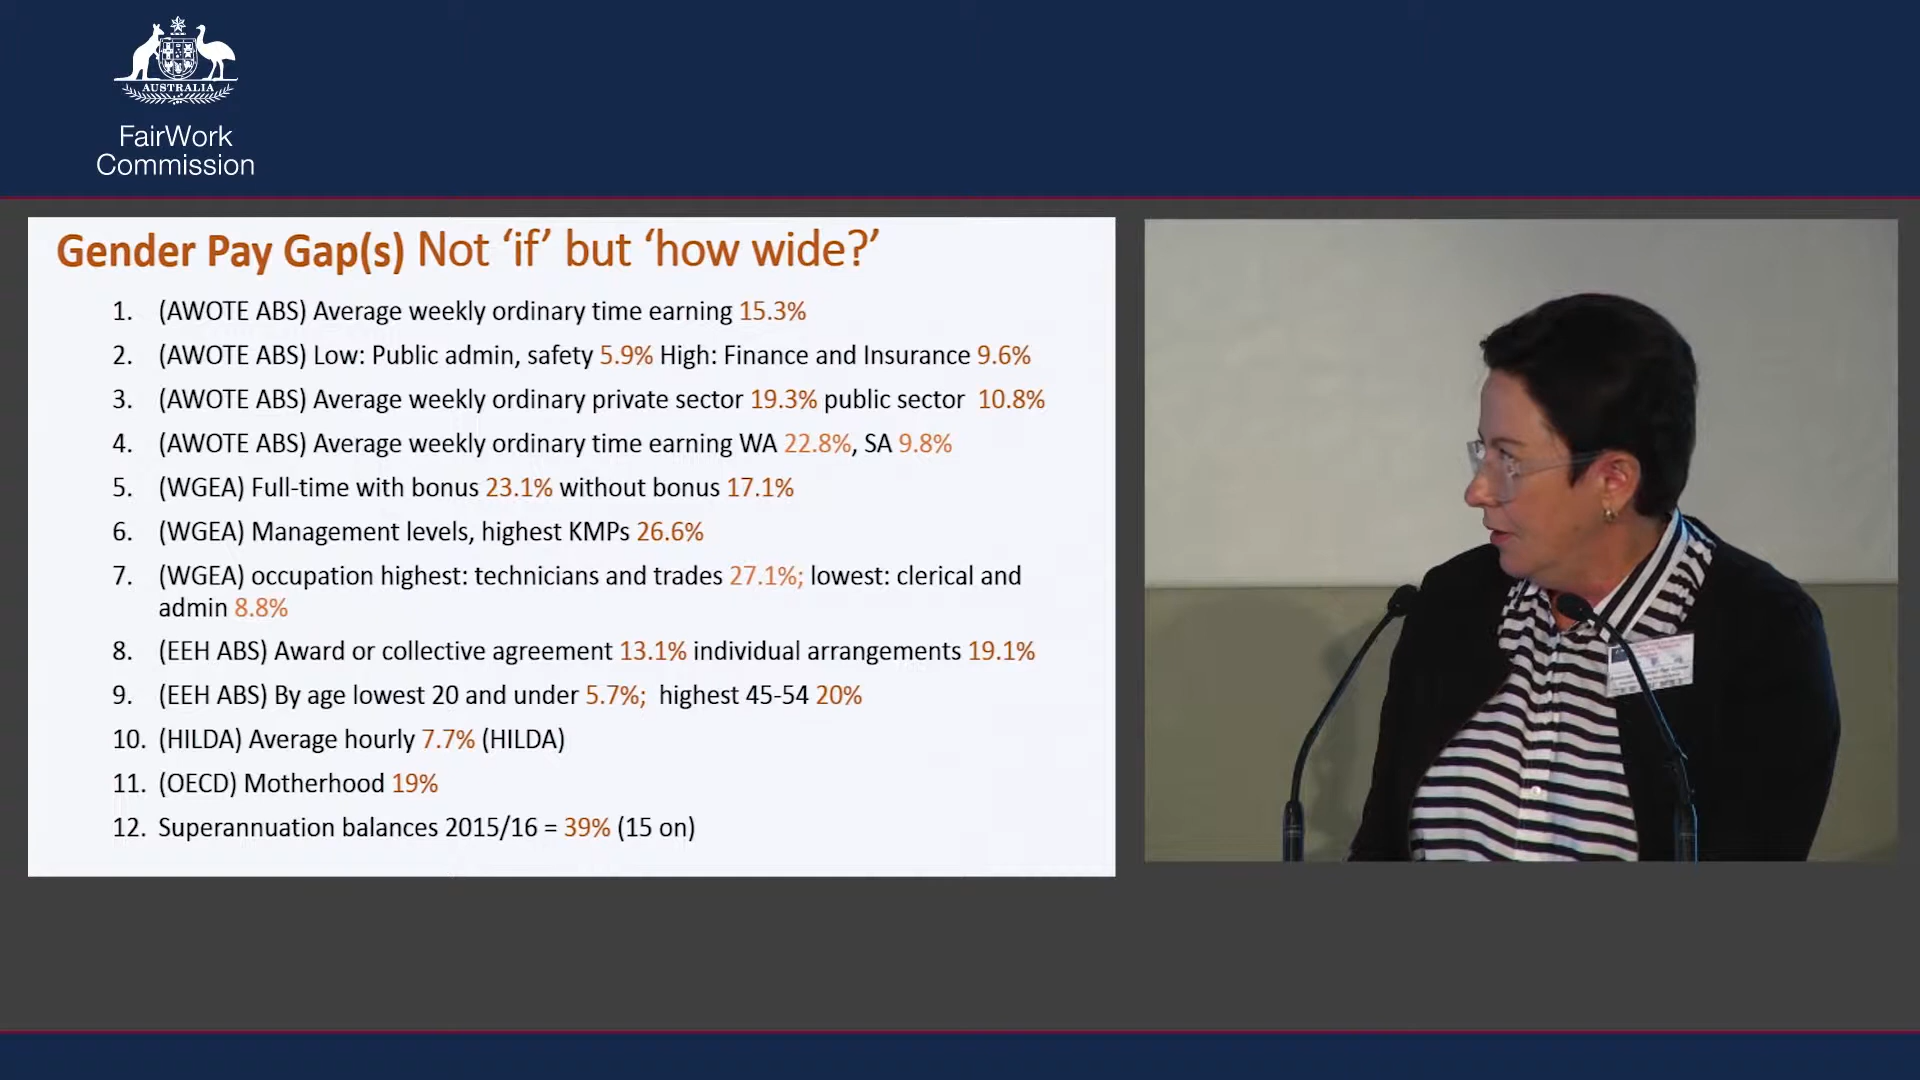 AUSTRALIA
FairWork
Commission
Gender Pay Gap(s) Not ‘if’ but ‘how wide?’
1. (AWOTE ABS) Average weekly ordinary time earning 15.3%
2. (AWOTE ABS) Low: Public admin, safety 5.9% High: Finance and Insurance 9.6%
3. (AWOTE ABS) Average weekly ordinary private sector 19.3% public sector 10.8%
4. (AWOTE ABS) Average weekly ordinary time earning WA 22.8%, SA 9.8%
5. (WGEA) Full-time with bonus 23.1% without bonus 17.1%
6. (WGEA) Management levels, highest KMPs 26.6%
7. (WGEA) occupation highest: technicians and trades 27.1%; lowest: clerical and
admin 8.8%
8. (EEH ABS) Award or collective agreement 13.1% individual arrangements 19.1%
9. (EEH ABS) By age lowest 20 and under 5.7%; highest 45-54 20%
10. (HILDA) Average hourly 7.7% (HILDA)
11. (OECD) Motherhood 19%
12. Superannuation balances 2015/16 = 39% (15 on)